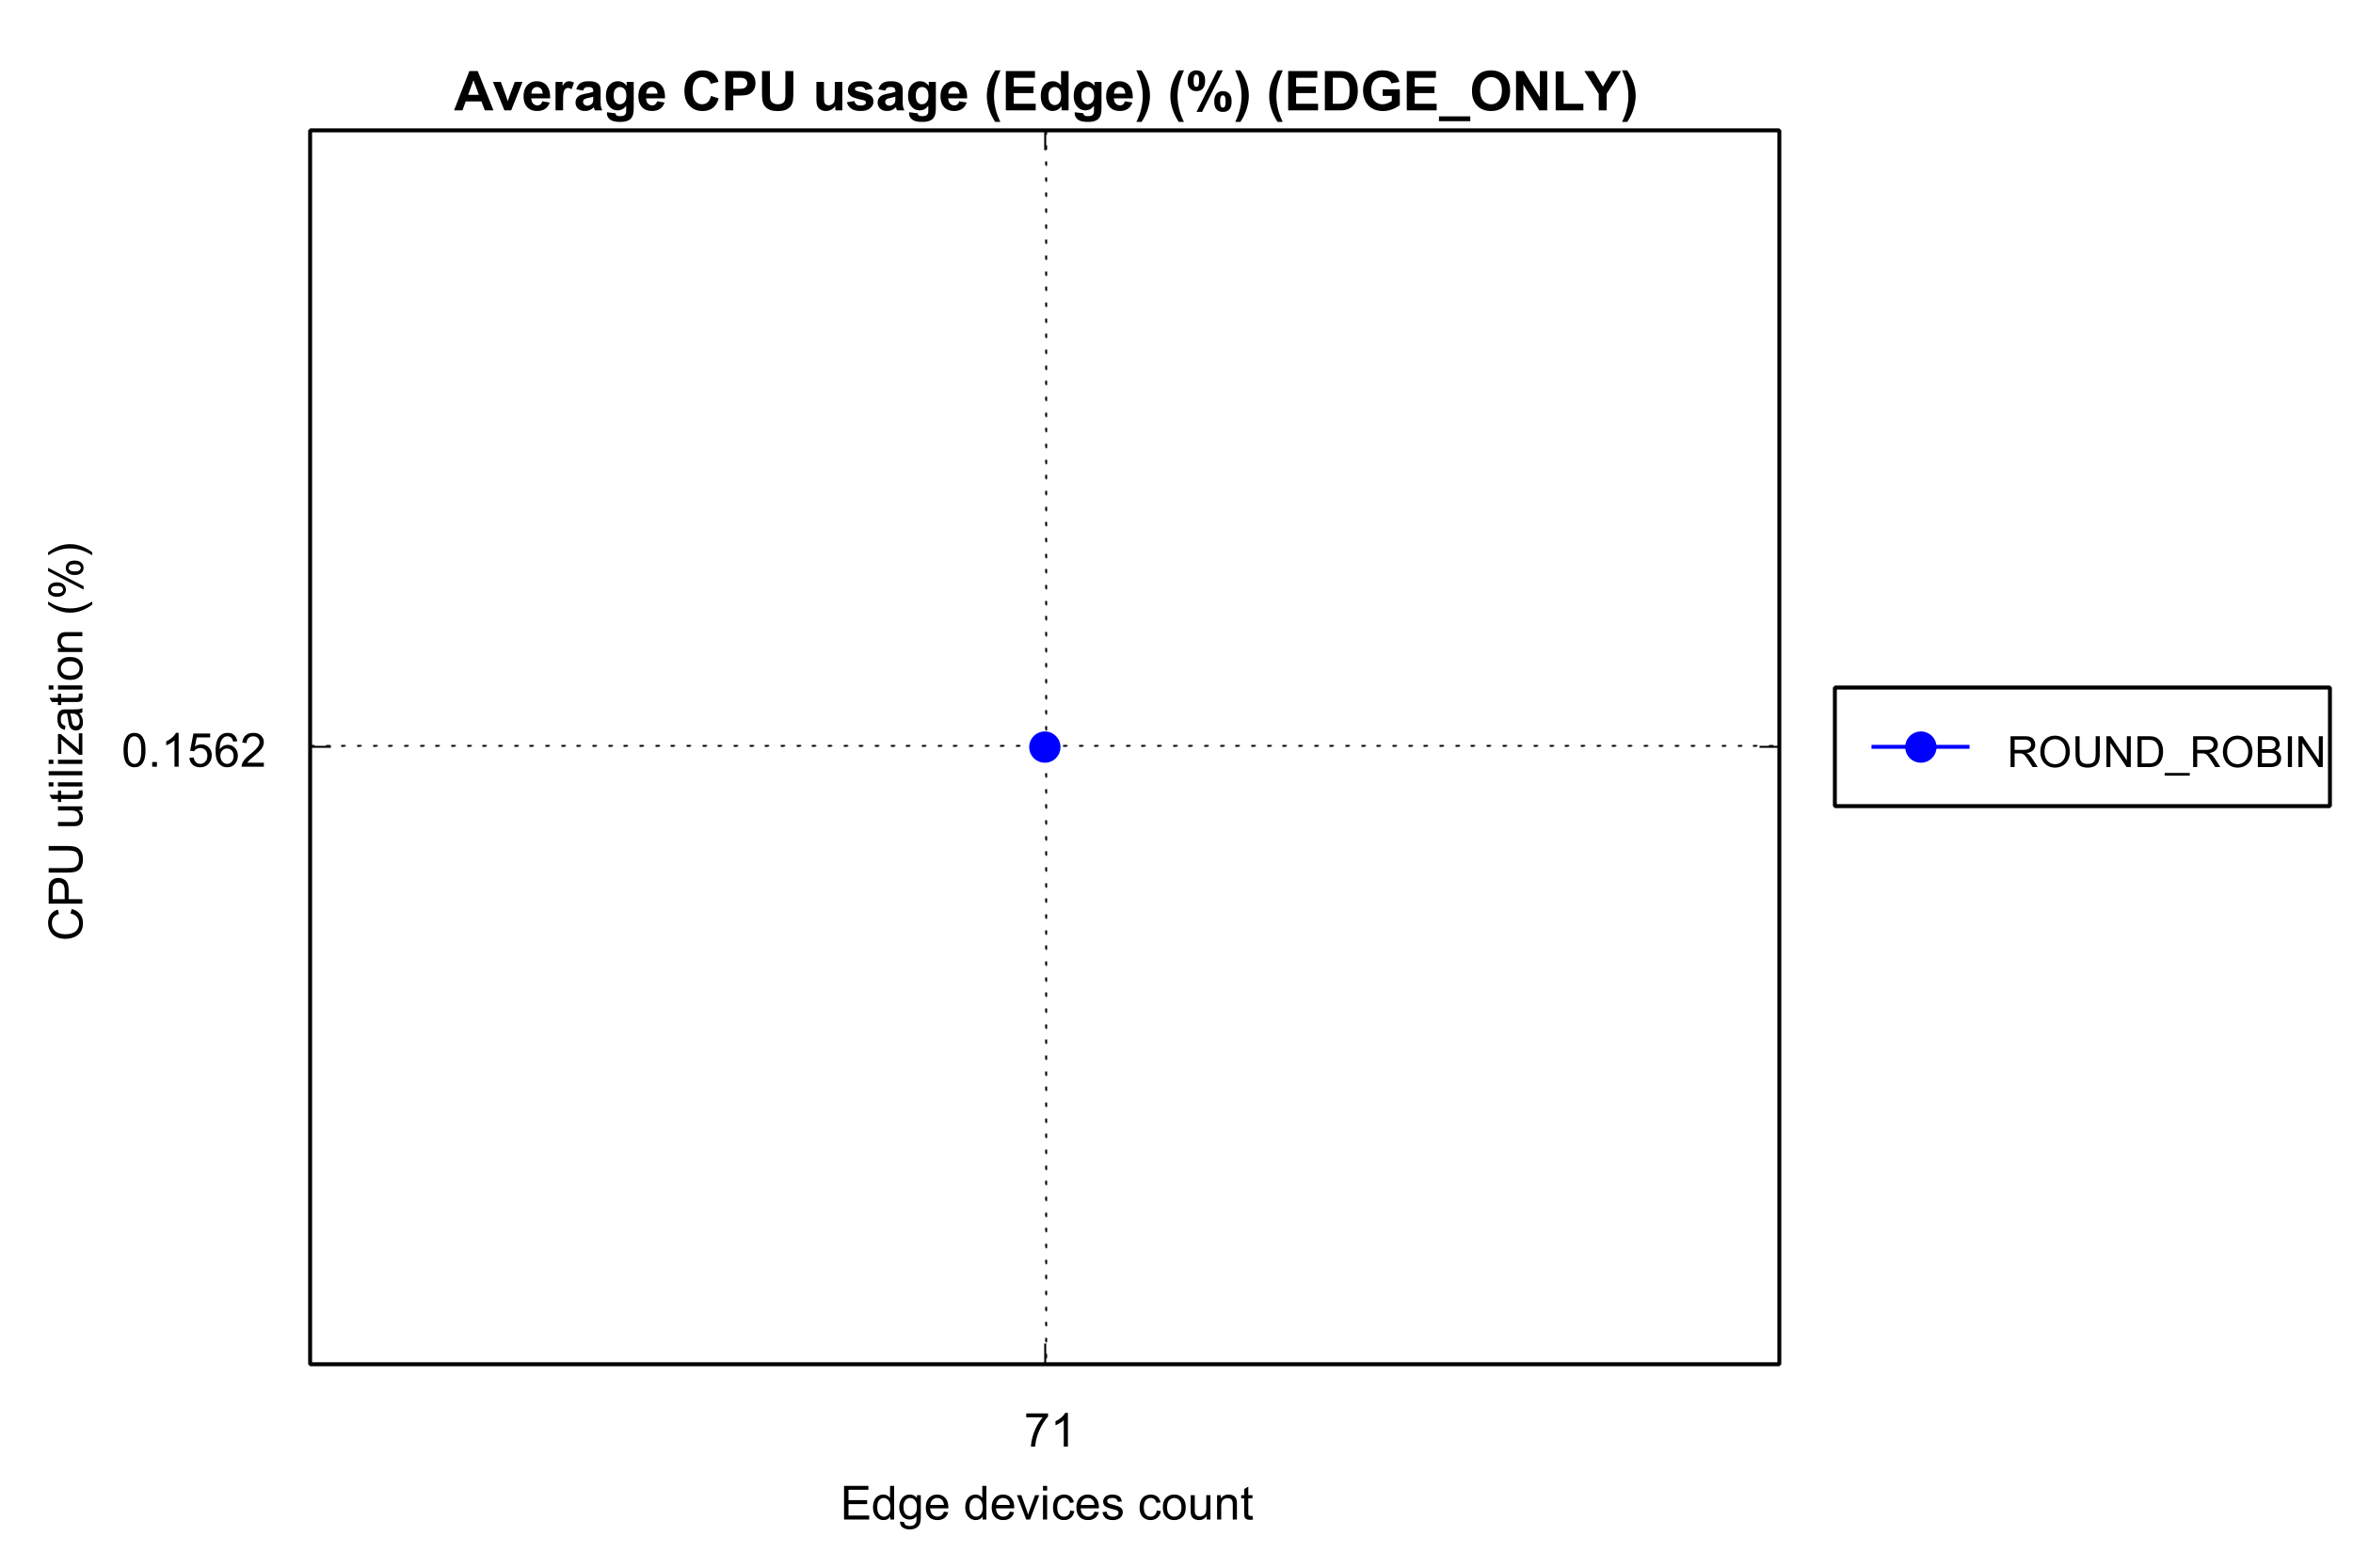 Average CPU usage (Edge) (%) (EDGE_ONLY)
CPU utilization (%)
0.1562
ROUND_ROBIN
71
Edge devices count